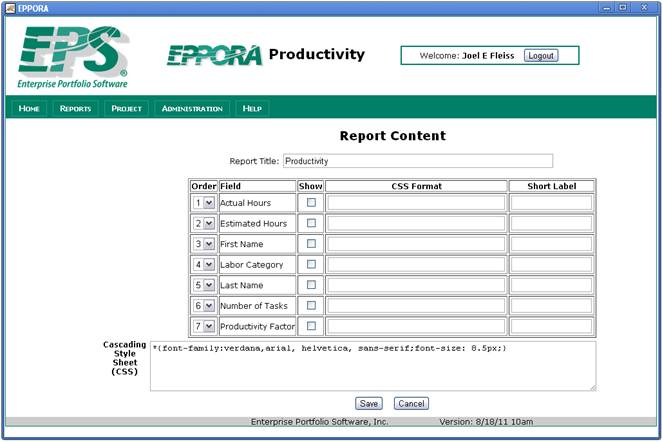 EPPORA
EPS®
Enterprise Portfolio Software
EPPORA Productivity
Welcome: Joel E Fleiss Logout
HOME REPORTS PROJECT ADMINISTRATION HELP
Report Content
Report Title: Productivity
Order Field Show CSS Format Short Label
1 Actual Hours
2 Estimated Hours
3 First Name
4 Labor Category
5 Last Name
6 Number of Tasks
7 Productivity Factor
Cascading
Style
Sheet
(CSS)
*{font-family:verdana,arial, helvetica, sans-serif;font-size: 8.5px;}
Save Cancel
Enterprise Portfolio Software, Inc. Version: 8/18/11 10am